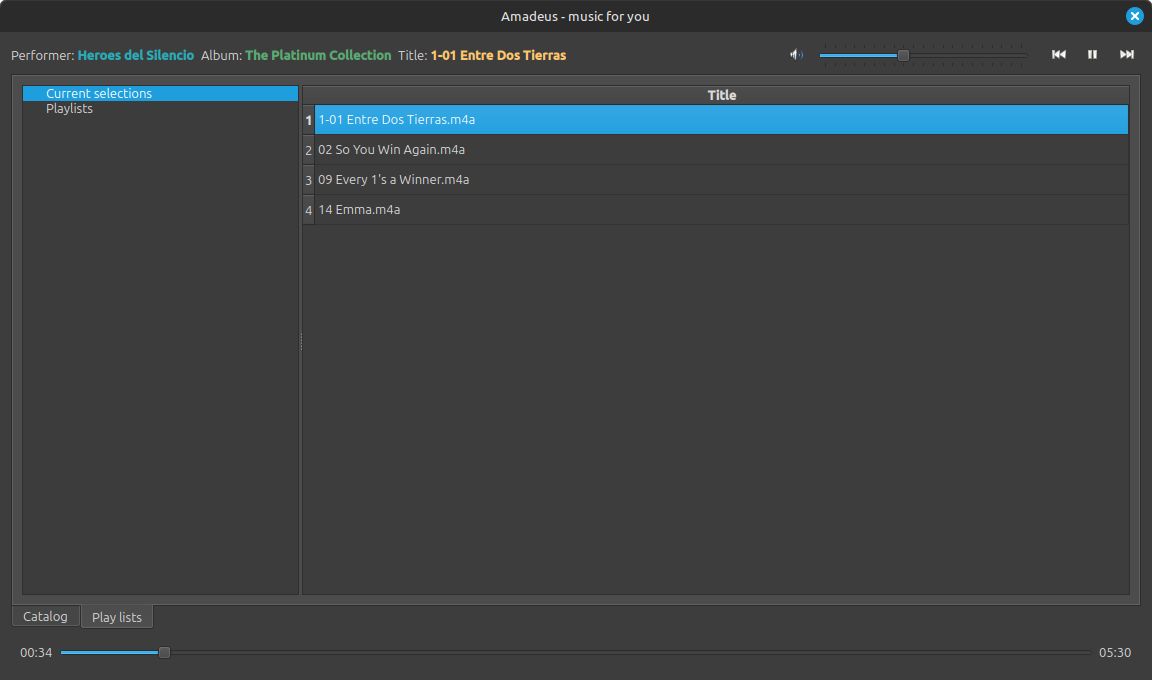 Amadeus - music for you
Performer: Heroes del Silencio Album: The Platinum Collection Title: 1-01 Entre Dos Tierras
Current selections
Playlists
Title
1 1-01 Entre Dos Tierras.m4a
2 02 So You Win Again.m4a
3 09 Every 1's a Winner.m4a
4 14 Emma.m4a
Catalog Play lists
00:34 05:30